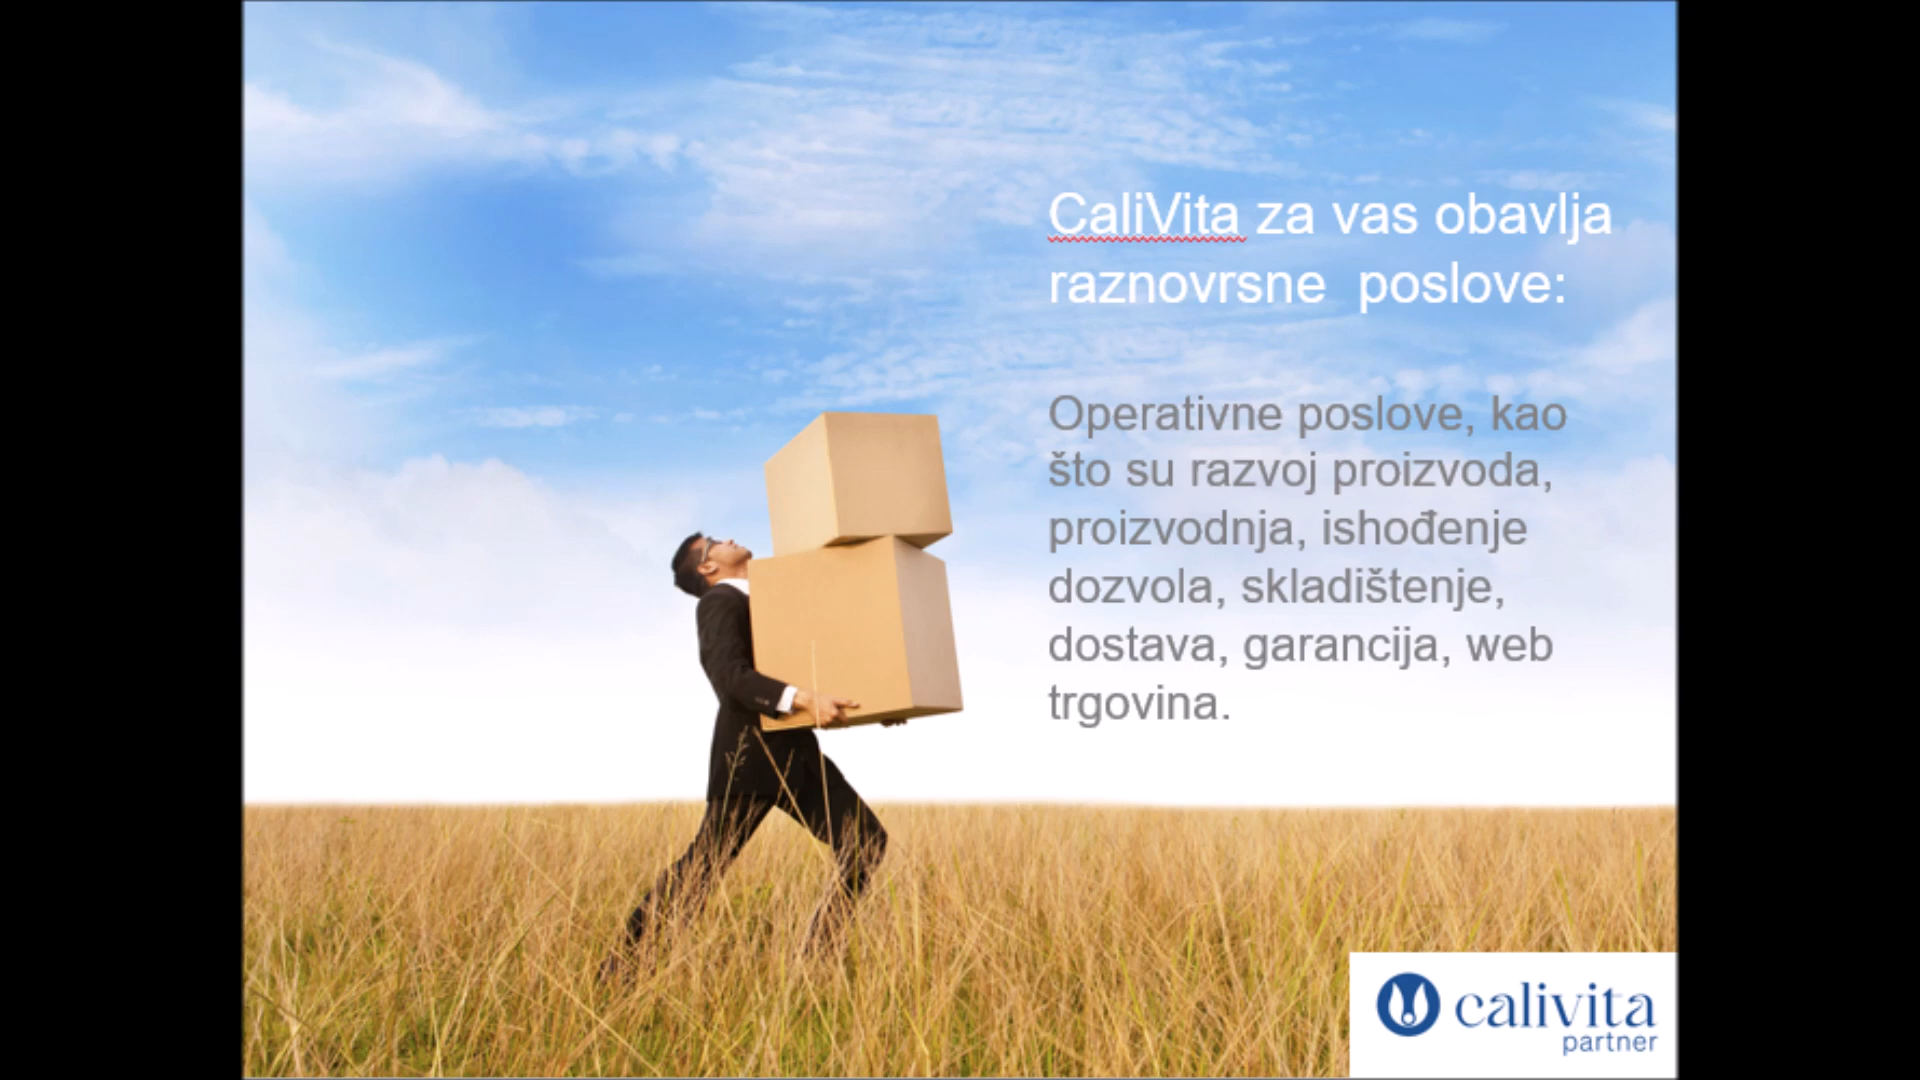 CaliVita za vas obavlja
raznovrsne  poslove:
Operativne poslove, kao
što su razvoj proizvoda,
proizvodnja, ishođenje
dozvola, skladištenje,
dostava, garancija, web
trgovina.
calivita
partner